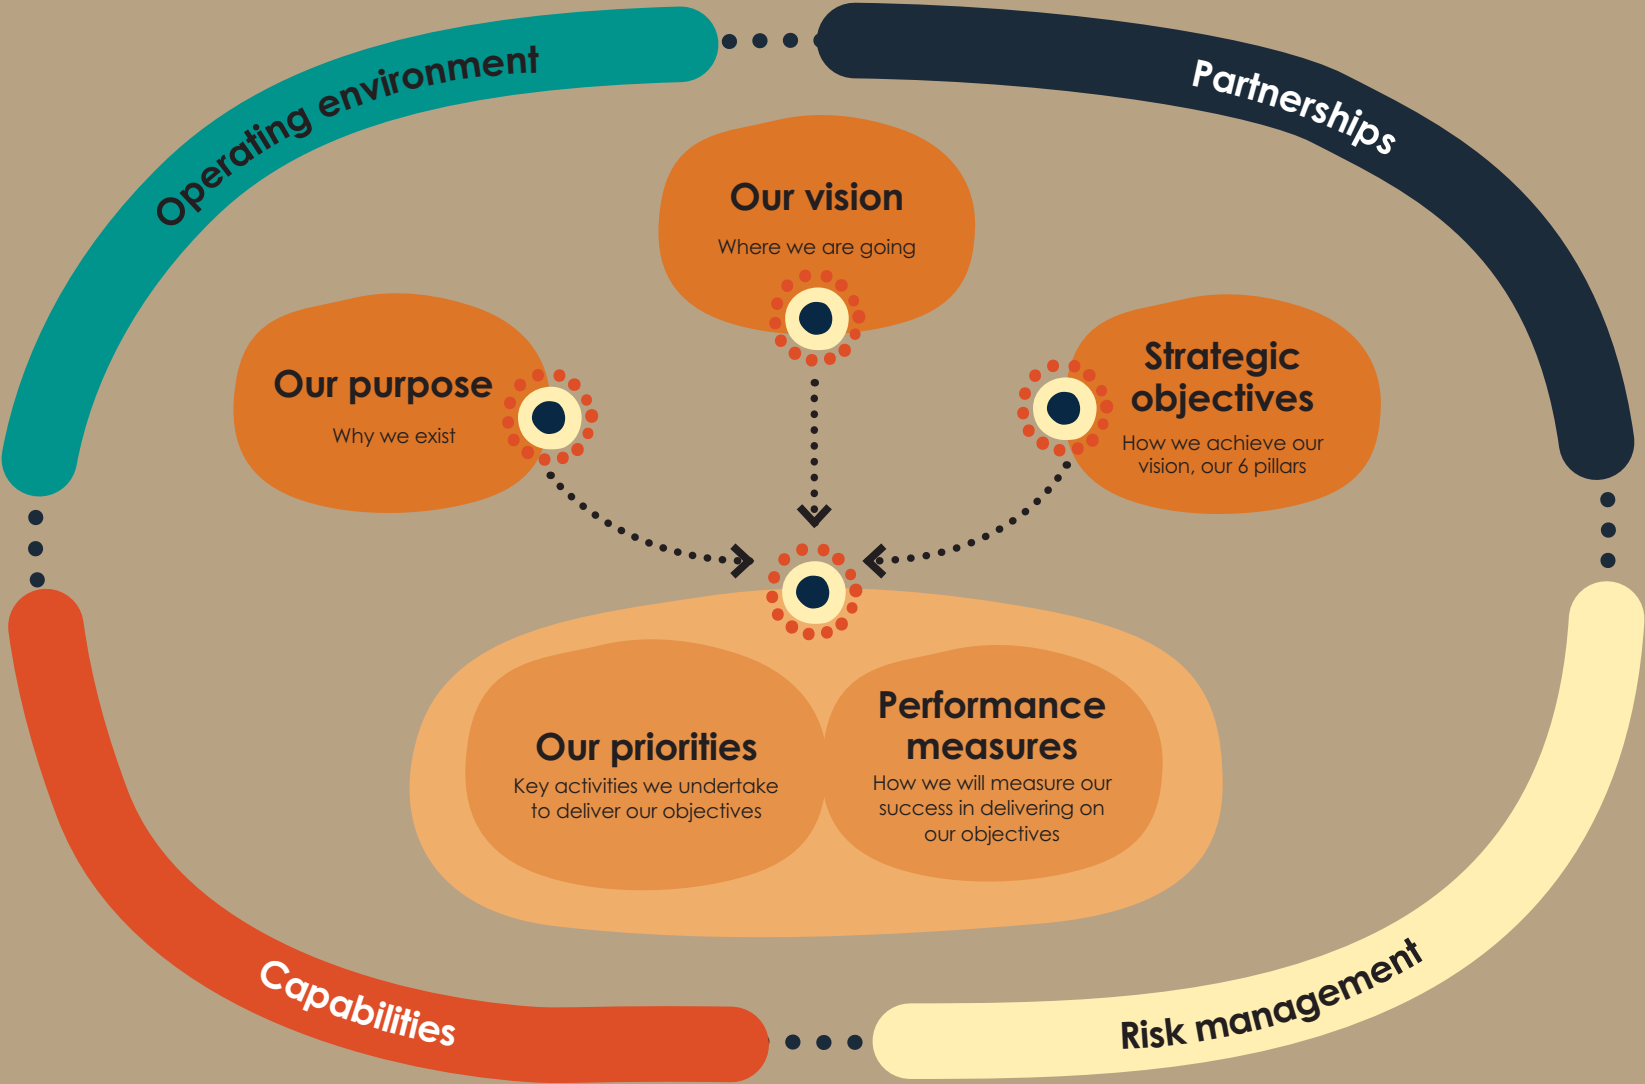 Operating environment
Partnerships
Our vision
Where we are going
Our purpose
Why we exist
Strategic
objectives
How we achieve our
vision, our 6 pillars
Our priorities
Key activities we undertake
to deliver our objectives
Performance
measures
How we will measure our
success in delivering on
our objectives
Capabilities
Risk management